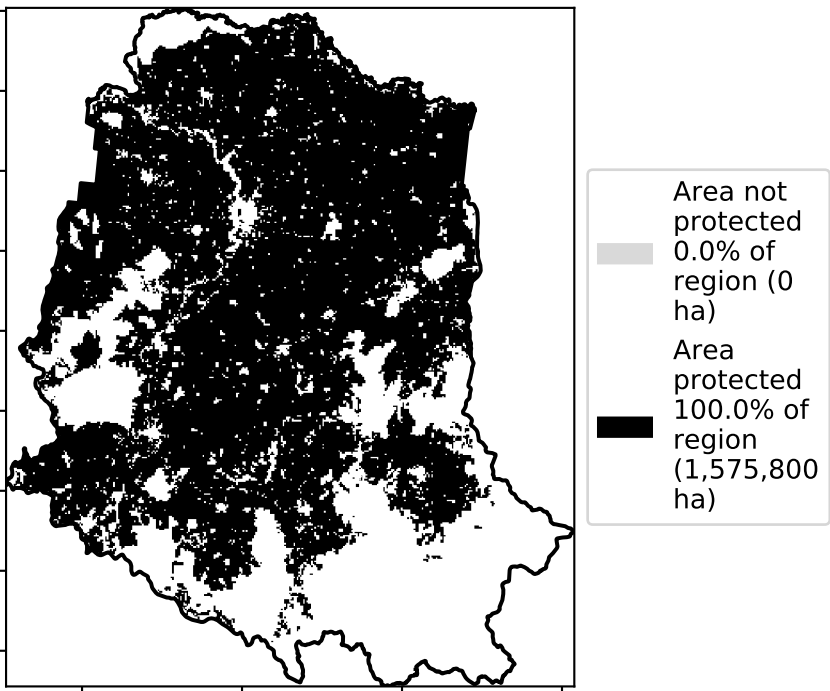 Area not
protected
0.0% of
region (0
ha)
Area
protected
100.0% of
region
(1,575,800
ha)